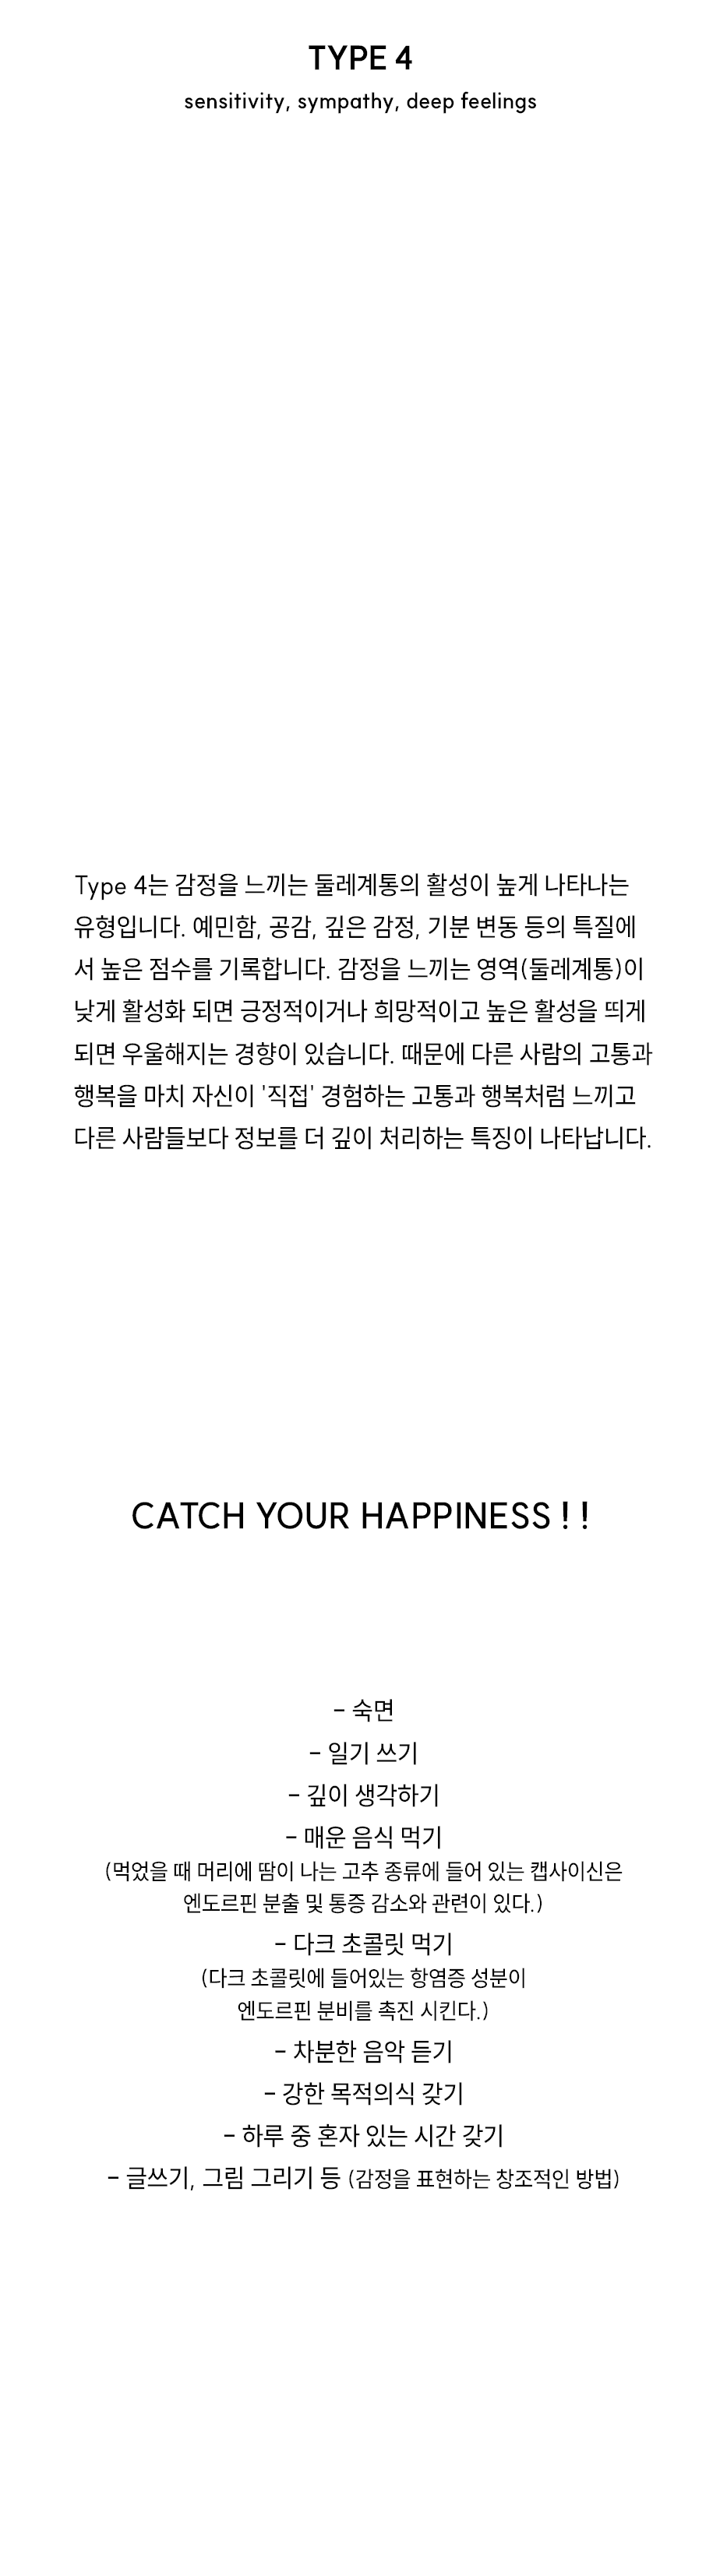 TYPE 4
sensitivity, sympathy, deep feelings
Type 4는 감정을 느끼는 둘레계통의 활성이 높게 나타나는
유형입니다. 예민함, 공감, 깊은 감정, 기분 변동 등의 특질에
서 높은 점수를 기록합니다. 감정을 느끼는 영역(둘레계통)이
낮게 활성화 되면 긍정적이거나 희망적이고 높은 활성을 띄게
되면 우울해지는 경향이 있습니다. 때문에 다른 사람의 고통과
행복을 마치 자신이 '직접' 경험하는 고통과 행복처럼 느끼고
다른 사람들보다 정보를 더 깊이 처리하는 특징이 나타납니다.
CATCH YOUR HAPPINESS ! !
- 숙면
- 일기 쓰기
- 깊이 생각하기
- 매운 음식 먹기
(먹었을 때 머리에 땀이 나는 고추 종류에 들어 있는 캡사이신은
엔도르핀 분출 및 통증 감소와 관련이 있다.)
- 다크 초콜릿 먹기
(다크 초콜릿에 들어있는 항염증 성분이
엔도르핀 분비를 촉진 시킨다.)
- 차분한 음악 듣기
- 강한 목적의식 갖기
- 하루 중 혼자 있는 시간 갖기
- 글쓰기, 그림 그리기 등 (감정을 표현하는 창조적인 방법)